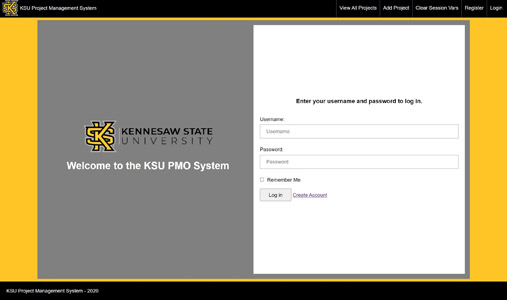 KSU Project Management System
View All Projects
Add Project
Clear Session Vars
Register
Login
KENNESAW STATE
UNIVERSITY
Welcome to the KSU PMO System
Enter your username and password to log in.
Username:
Username
Password:
Password
Remember Me
Log in
Create Account
KSU Project Management System - 2020